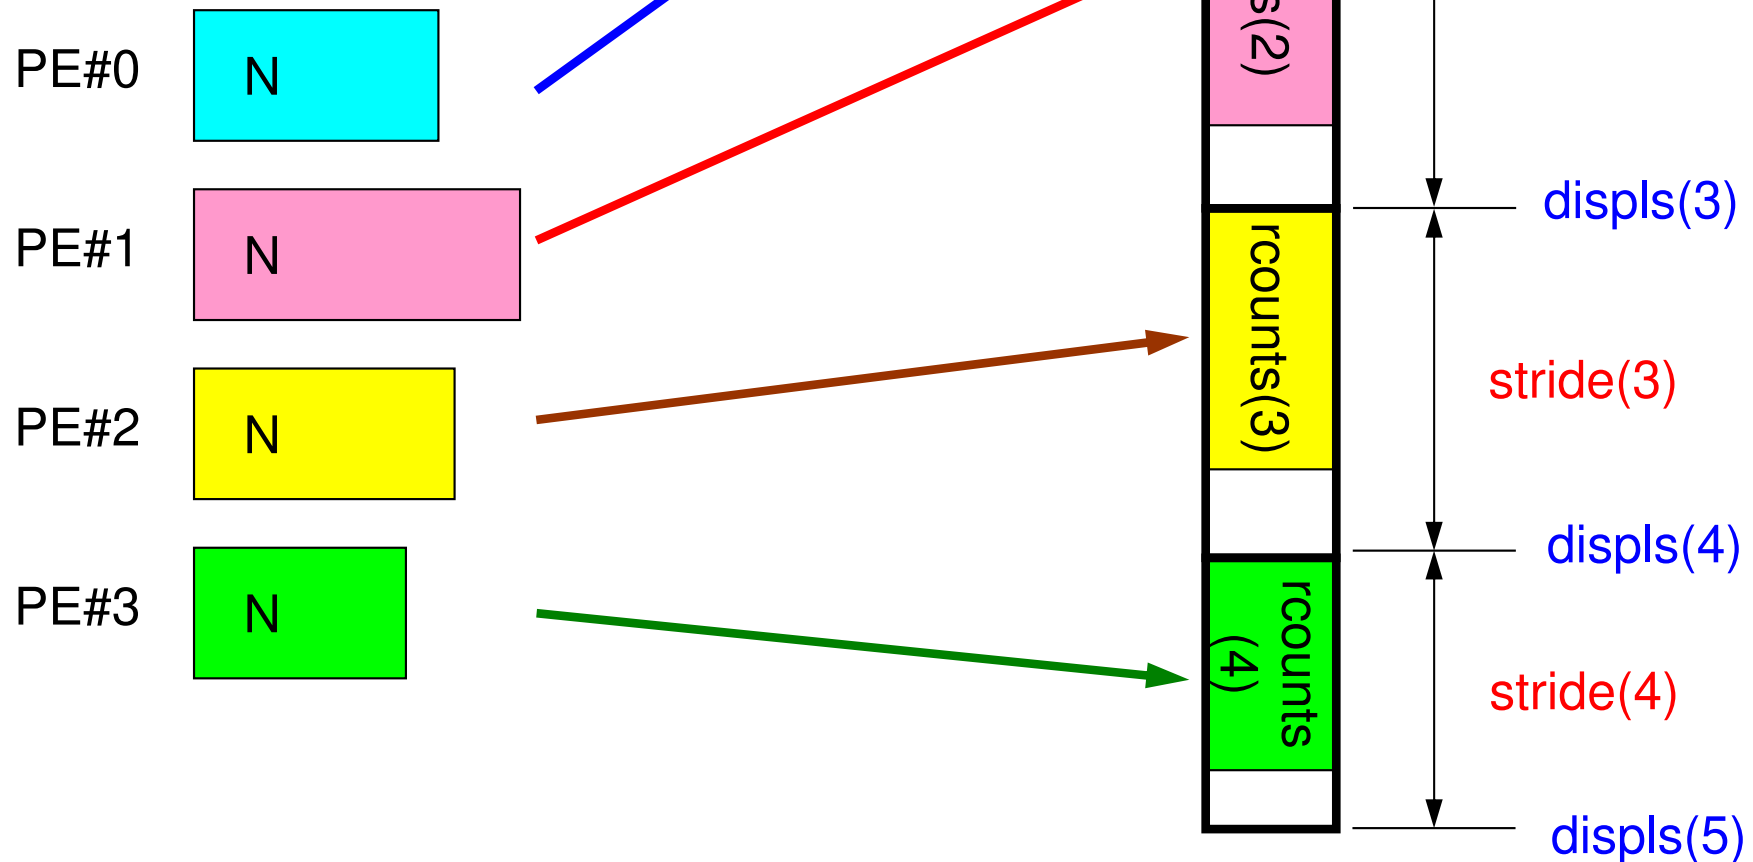 PE#0
N
PE#1
N
PE#2
N
PE#3
N
s(2)
rcounts(3)
rcounts
(4)
displs(3)
stride(3)
displs(4)
stride(4)
displs(5)